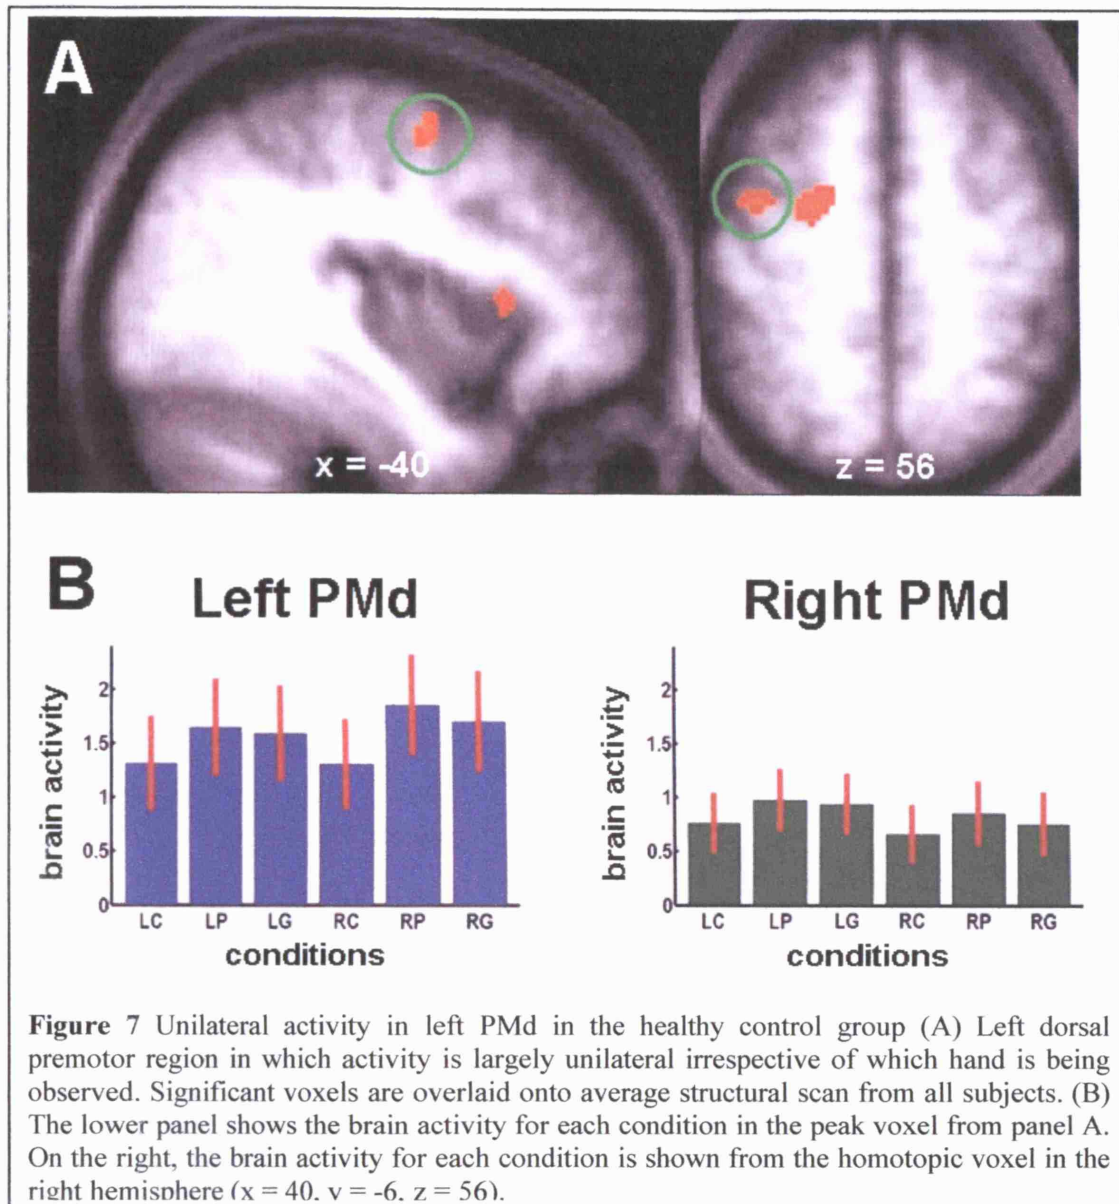 A
x = -40
z = 56
B
Left PMd
brain activity
2
1.5
1
0.5
0
LC LP LG RC RP RG
conditions
Right PMd
brain activity
2
1.5
1
0.5
0
LC LP LG RC RP RG
conditions
Figure 7 Unilateral activity in left PMd in the healthy control group (A) Left dorsal
premotor region in which activity is largely unilateral irrespective of which hand is being
observed. Significant voxels are overlaid onto average structural scan from all subjects. (B)
The lower panel shows the brain activity for each condition in the peak voxel from panel A.
On the right, the brain activity for each condition is shown from the homotopic voxel in the
right hemisphere (x = 40, y = -6, z = 56).